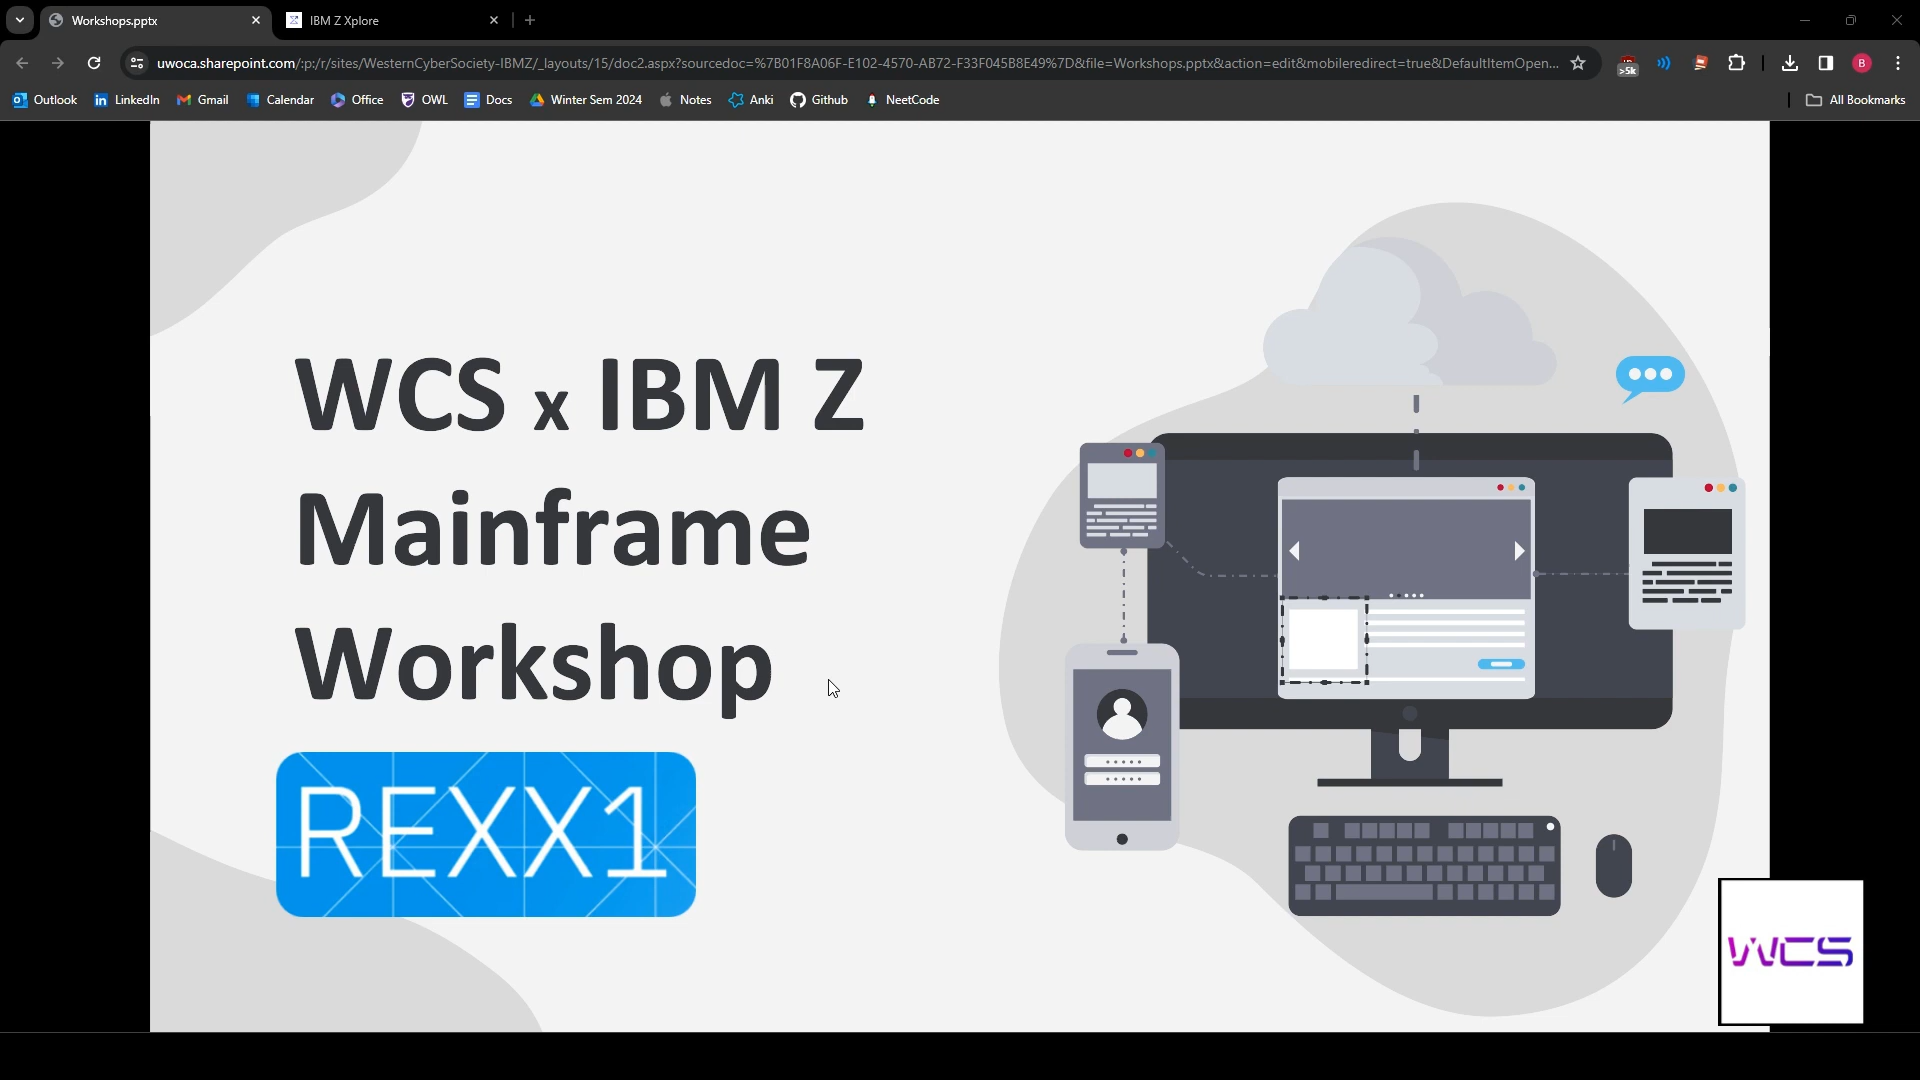 Workshops.pptx
IBM Z Xplore
uwoca.sharepoint.com/:p:/r/sites/WesternCyberSociety-IBMZ/_layouts/15/doc2.aspx?sourcedoc=%7B01F8A06F-E102-4570-AB72-F33F045B8E49%7D&file=Workshops.pptx&action=edit&mobileredirect=true&DefaultItemOpen...
>5k
B
Outlook
LinkedIn
Gmail
Calendar
Office
OWL
Docs
Winter Sem 2024
Notes
Anki
Github
NeetCode
All Bookmarks
WCS x IBM Z
Mainframe
Workshop
REXX1
WCS